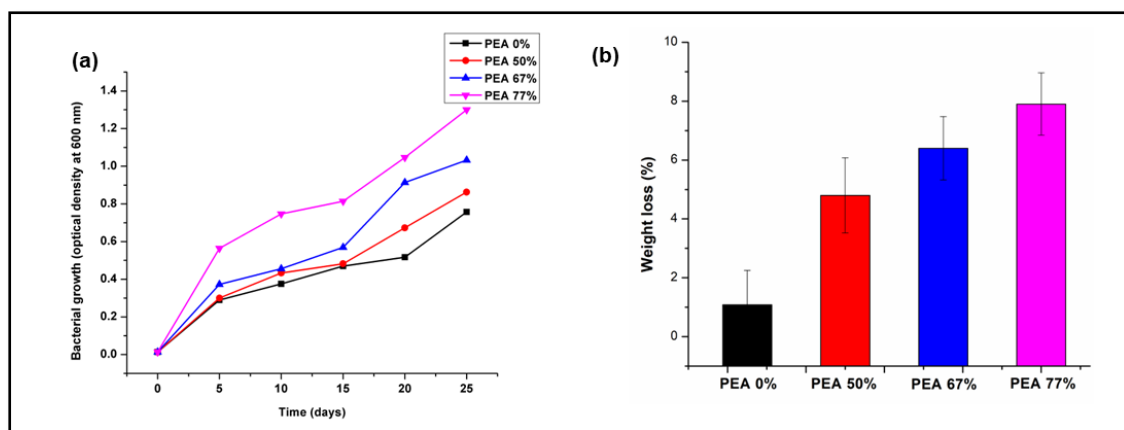 (a)
PEA 0%
PEA 50%
PEA 67%
PEA 77%
Bacterial growth (optical density at 600 nm)
1.4
1.2
1.0
0.8
0.6
0.4
0.2
0.0
0 5 10 15 20 25
Time (days)
(b)
Weight loss (%)
10
8
6
4
2
0
PEA 0% PEA 50% PEA 67% PEA 77%